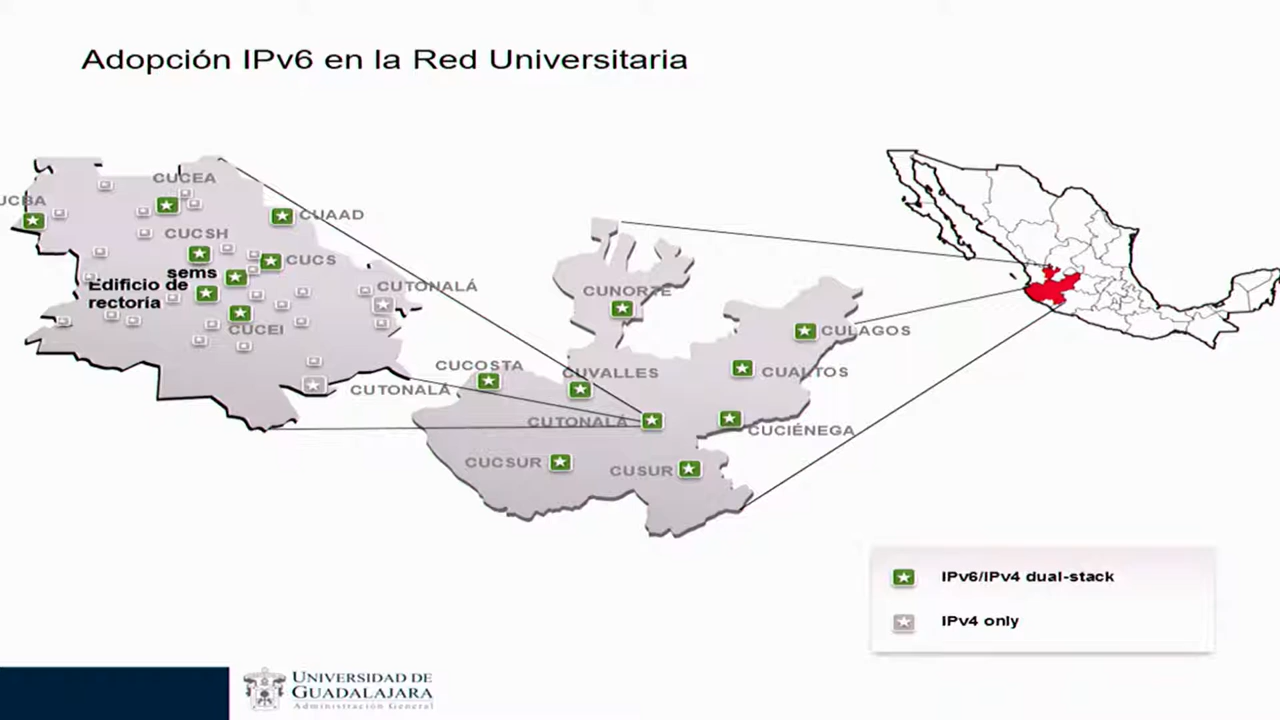 Adopción IPv6 en la Red Universitaria
CUCEA
UCBA
CUAAD
CUCSH
CUCS
sems
Edificio de
rectoría
CUTONALÁ
CUCEI
CUTONALÁ
CUNORTE
CULAGOS
CUCOSTA
CUVALLES
CUALTOS
CUTONALÁ
CUCIÉNEGA
CUCSUR
CUSUR
IPv6/IPv4 dual-stack
IPv4 only
UNIVERSIDAD DE
GUADALAJARA
Administración General